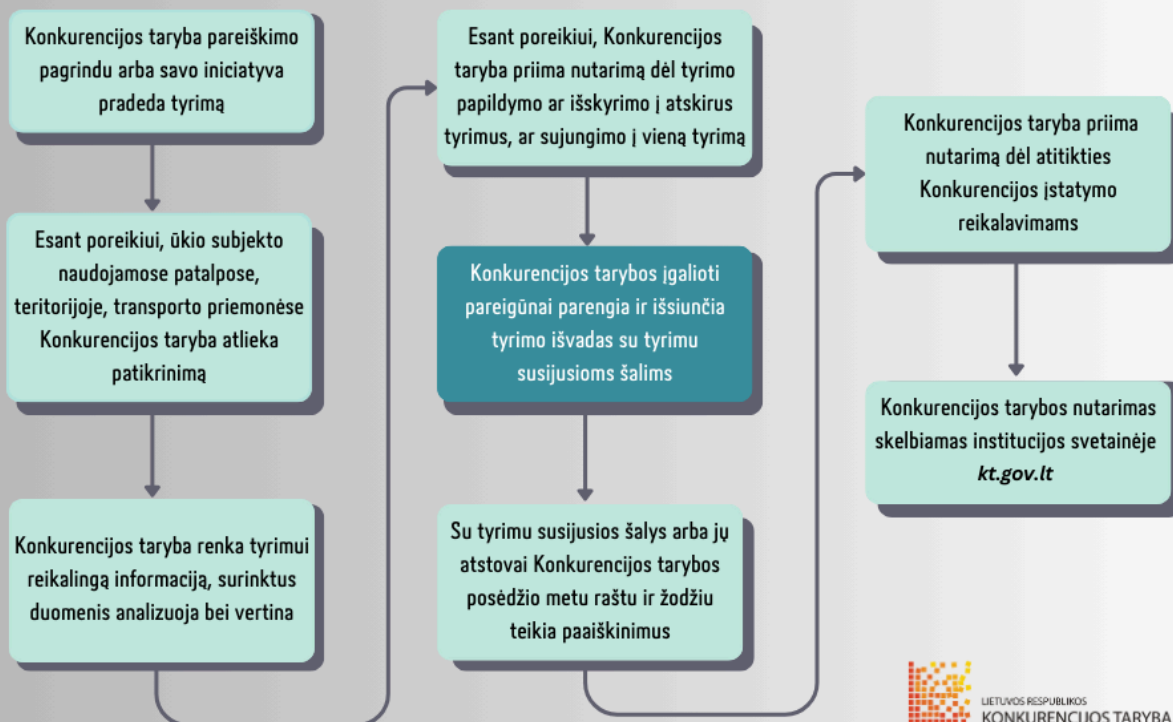 Konkurencijos taryba pareiškimo
pagrindu arba savo iniciatyva
pradeda tyrimą
Esant poreikiui, ūkio subjekto
naudojamose patalpose,
teritorijoje, transporto priemonėse
Konkurencijos taryba atlieka
patikrinimą
Konkurencijos taryba renka tyrimui
reikalingą informaciją, surinktus
duomenis analizuoja bei vertina
Esant poreikiui, Konkurencijos
taryba priima nutarimą dėl tyrimo
papildymo ar išskyrimo į atskirus
tyrimus, ar sujungimo į vieną tyrimą
Konkurencijos tarybos įgalioti
pareigūnai parengia ir išsiunčia
tyrimo išvadas su tyrimu
susijusioms šalims
Su tyrimu susijusios šalys arba jų
atstovai Konkurencijos tarybos
posėdžio metu raštu ir žodžiu
teikia paaiškinimus
Konkurencijos taryba priima
nutarimą dėl atitikties
Konkurencijos įstatymo
reikalavimams
Konkurencijos tarybos nutarimas
skelbiamas institucijos svetainėje
kt.gov.lt
LIETUVOS RESPUBLIKOS
KONKURENCIJOS TARYBA